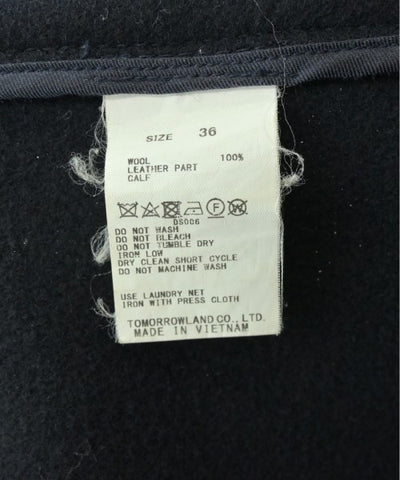 SIZE 36
WOOL 100%
LEATHER PART
CALF
DS006
DO NOT WASH
DO NOT BLEACH
DO NOT TUMBLE DRY
IRON LOW
DRY CLEAN SHORT CYCLE
DO NOT MACHINE WASH
USE LAUNDRY NET
IRON WITH PRESS CLOTH
TOMORROWLAND CO., LTD.
MADE IN VIETNAM